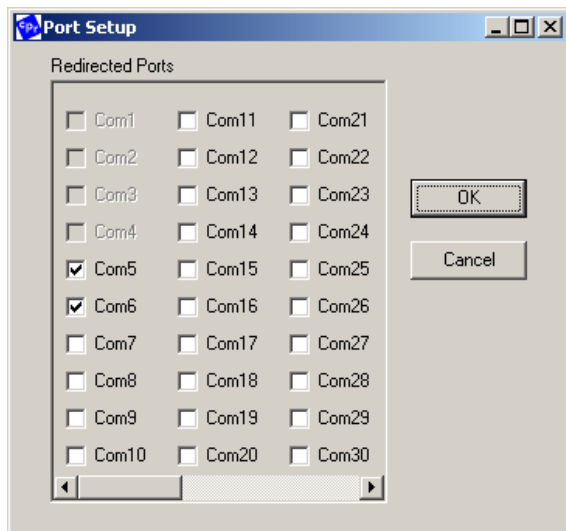 CPr Port Setup
Redirected Ports
Com1 Com11 Com21
Com2 Com12 Com22
Com3 Com13 Com23
Com4 Com14 Com24
Com5 Com15 Com25
Com6 Com16 Com26
Com7 Com17 Com27
Com8 Com18 Com28
Com9 Com19 Com29
Com10 Com20 Com30
OK
Cancel